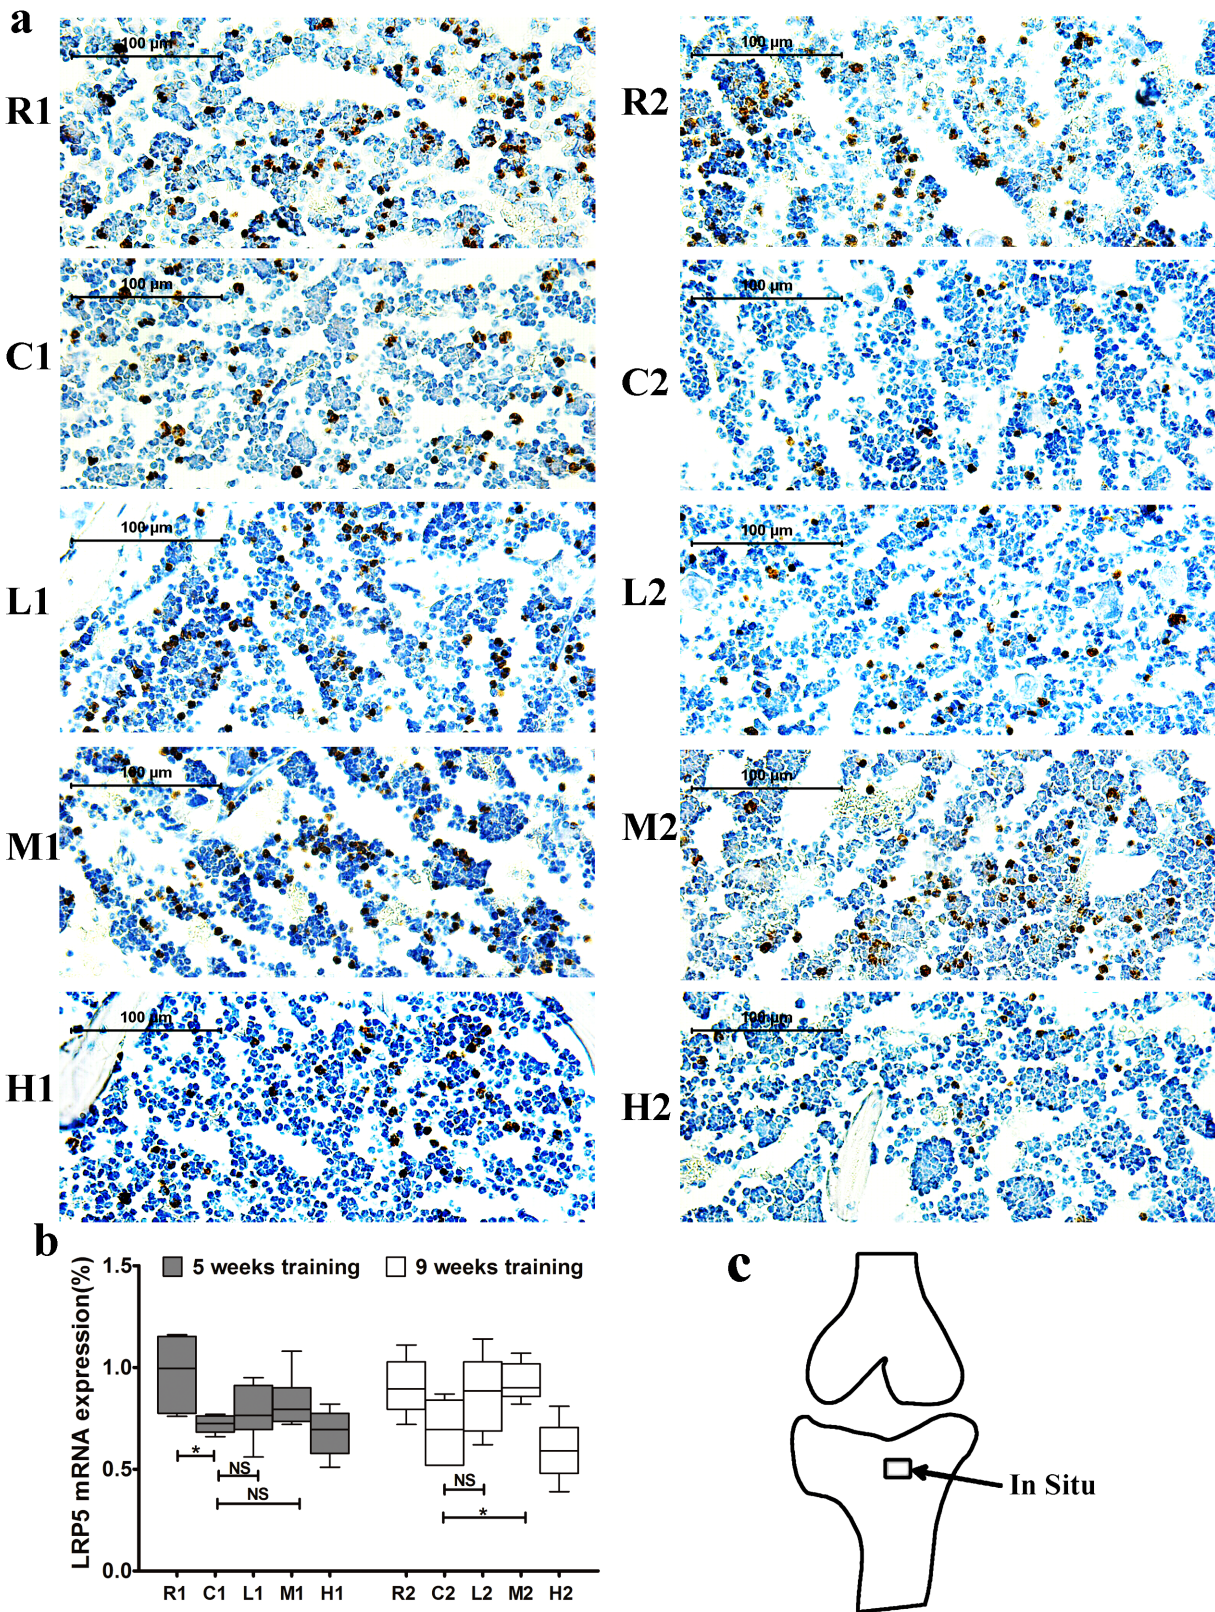 a
R1
100 µm
R2
100 µm
C1
100 µm
C2
100 µm
L1
100 µm
L2
100 µm
M1
100 µm
M2
100 µm
H1
100 µm
H2
100 µm
b
5 weeks training
9 weeks training
LRP5 mRNA expression(%)
1.5
1.0
0.5
0.0
*
NS
NS
NS
*
R1 C1 L1 M1 H1 R2 C2 L2 M2 H2
c
In Situ